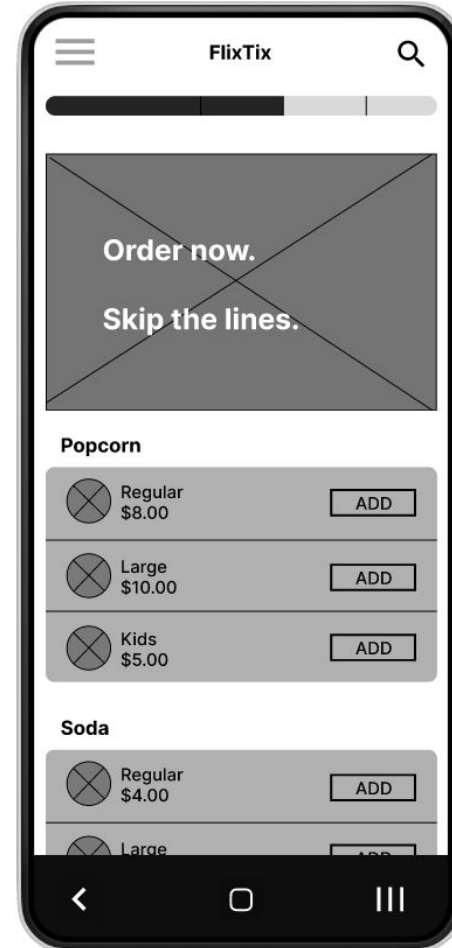 FlixTix
Order now.
Skip the lines.
Popcorn
Regular
$8.00
ADD
Large
$10.00
ADD
Kids
$5.00
ADD
Soda
Regular
$4.00
ADD
Large
ADD